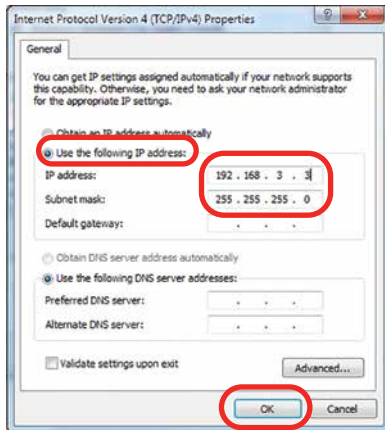 Internet Protocol Version 4 (TCP/IPv4) Properties
General
You can get IP settings assigned automatically if your network supports
this capability. Otherwise, you need to ask your network administrator
for the appropriate IP settings.
Obtain an IP address automatically
Use the following IP address:
IP address: 192 . 168 . 3 . 3
Subnet mask: 255 . 255 . 255 . 0
Default gateway: . . .
Obtain DNS server address automatically
Use the following DNS server addresses:
Preferred DNS server: . . .
Alternate DNS server: . . .
Validate settings upon exit
Advanced...
OK Cancel